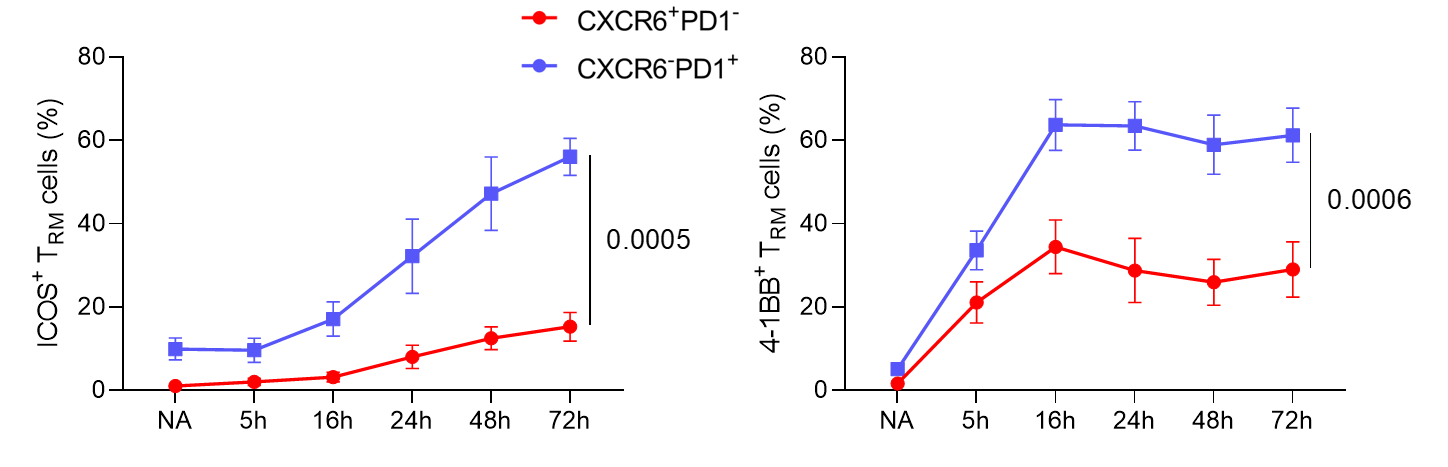 CXCR6⁺PD1⁻
CXCR6⁻PD1⁺
ICOS⁺ T_RM cells (%)
80
60
40
20
0
NA 5h 16h 24h 48h 72h
0.0005
4-1BB⁺ T_RM cells (%)
80
60
40
20
0
NA 5h 16h 24h 48h 72h
0.0006